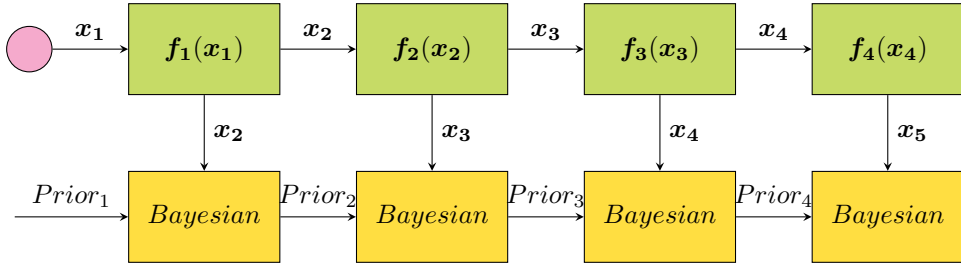 x₁ x₂ x₃ x₄
f₁(x₁) f₂(x₂) f₃(x₃) f₄(x₄)
x₂ x₃ x₄ x₅
Prior₁ Prior₂ Prior₃ Prior₄
Bayesian Bayesian Bayesian Bayesian